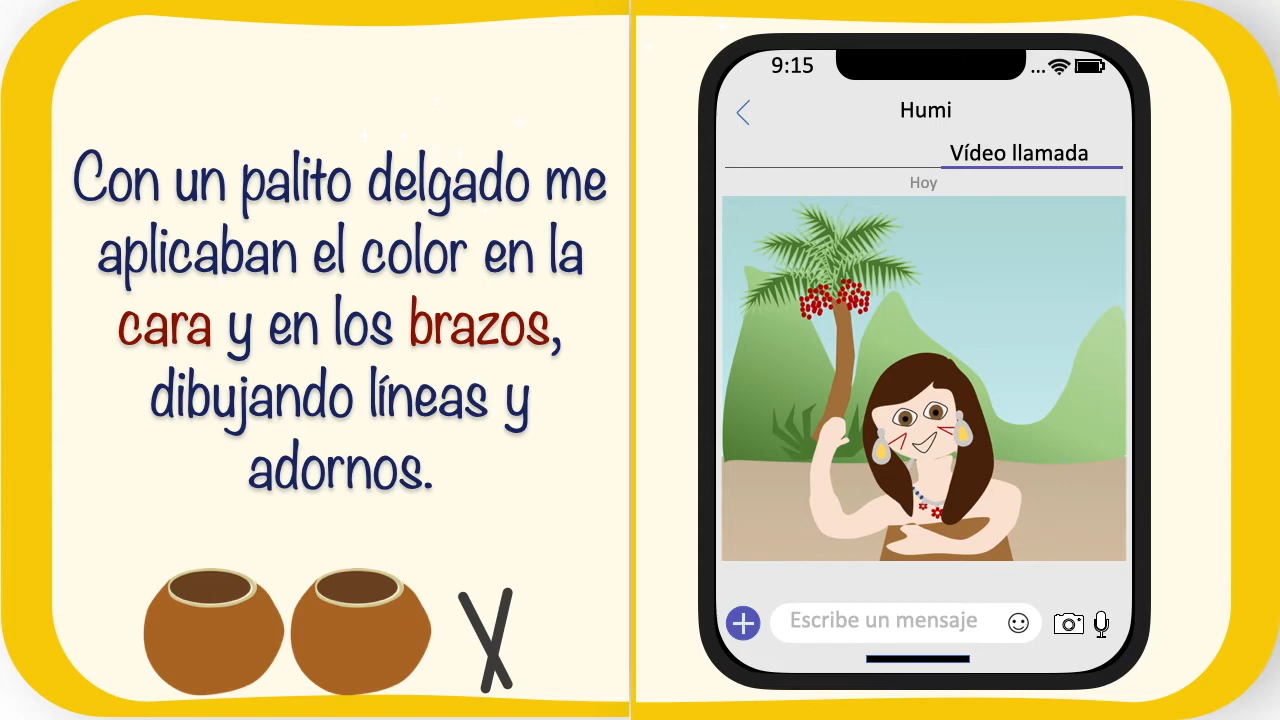 Con un palito delgado me
aplicaban el color en la
cara y en los brazos,
dibujando líneas y
adornos.
9:15
...
Humi
Vídeo llamada
Hoy
Escribe un mensaje